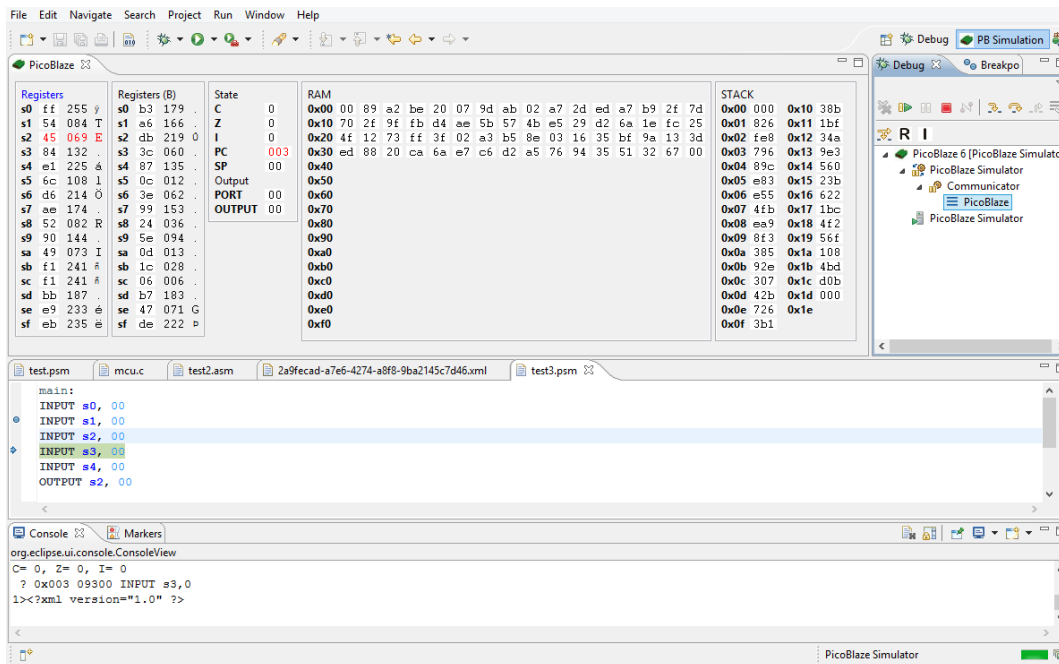 File Edit Navigate Search Project Run Window Help
Debug PB Simulation
PicoBlaze
Debug Breakpo
Registers
s0 ff 255 ÿ
s1 54 084 T
s2 45 069 E
s3 84 132 .
s4 e1 225 á
s5 6c 108 l
s6 d6 214 Ö
s7 ae 174 .
s8 52 082 R
s9 90 144 .
sa 49 073 I
sb f1 241 ñ
sc f1 241 ñ
sd bb 187 .
se e9 233 é
sf eb 235 ë
Registers (B)
s0 b3 179 .
s1 a6 166 .
s2 db 219 Û
s3 3c 060 .
s4 87 135 .
s5 0c 012 .
s6 3e 062 .
s7 99 153 .
s8 24 036 .
s9 5e 094 .
sa 0d 013 .
sb 1c 028 .
sc 06 006 .
sd b7 183 .
se 47 071 G
sf de 222 Þ
State
C 0
Z 0
I 0
PC 003
SP 00
Output
PORT 00
OUTPUT 00
RAM
0x00 00 89 a2 be 20 07 9d ab 02 a7 2d ed a7 b9 2f 7d
0x10 70 2f 9f fb d4 ae 5b 57 4b e5 29 d2 6a 1e fc 25
0x20 4f 12 73 ff 3f 02 a3 b5 8e 03 16 35 bf 9a 13 3d
0x30 ed 88 20 ca 6a e7 c6 d2 a5 76 94 35 51 32 67 00
0x40
0x50
0x60
0x70
0x80
0x90
0xa0
0xb0
0xc0
0xd0
0xe0
0xf0
STACK
0x00 000 0x10 38b
0x01 826 0x11 1bf
0x02 fe8 0x12 34a
0x03 796 0x13 9e3
0x04 89c 0x14 560
0x05 e83 0x15 23b
0x06 e55 0x16 622
0x07 4fb 0x17 1bc
0x08 ea9 0x18 4f2
0x09 8f3 0x19 56f
0x0a 385 0x1a 108
0x0b 92e 0x1b 4bd
0x0c 307 0x1c d0b
0x0d 42b 0x1d 000
0x0e 726 0x1e
0x0f 3b1
R I
PicoBlaze 6 [PicoBlaze Simulato
PicoBlaze Simulator
Communicator
PicoBlaze
PicoBlaze Simulator
test.psm mcu.c test2.asm 2a9fecad-a7e6-4274-a8f8-9ba2145c7d46.xml test3.psm
main:
INPUT s0, 00
INPUT s1, 00
INPUT s2, 00
INPUT s3, 00
INPUT s4, 00
OUTPUT s2, 00
Console Markers
org.eclipse.ui.console.ConsoleView
C= 0, Z= 0, I= 0
? 0x003 09300 INPUT s3,0
1><?xml version="1.0" ?>
PicoBlaze Simulator